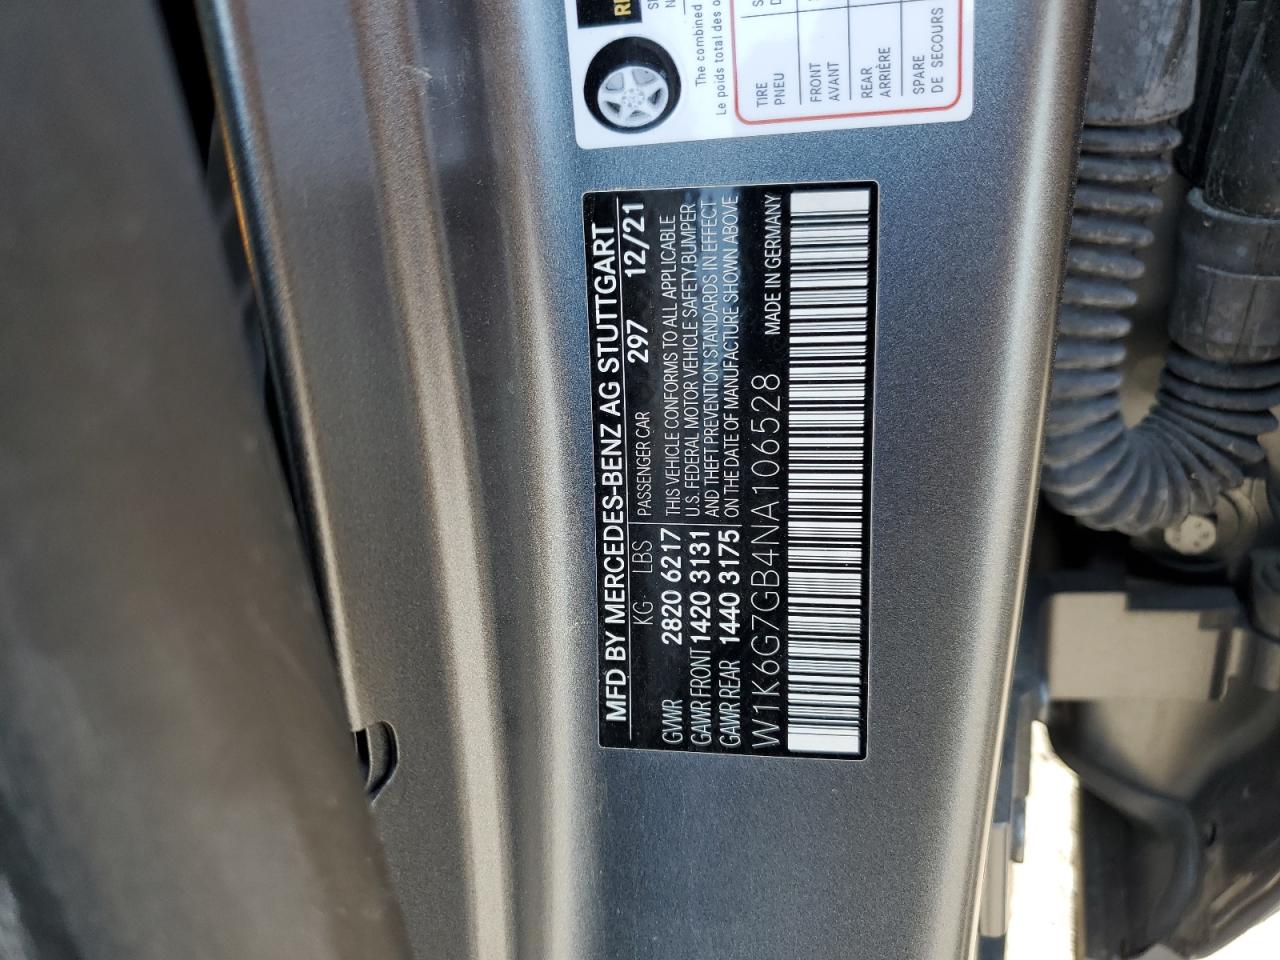 MFD BY MERCEDES-BENZ AG STUTTGART
KG LBS PASSENGER CAR 297 12/21
GVWR 2820 6217 THIS VEHICLE CONFORMS TO ALL APPLICABLE
GAWR FRONT 1420 3131 U.S. FEDERAL MOTOR VEHICLE SAFETY, BUMPER
GAWR REAR 1440 3175 AND THEFT PREVENTION STANDARDS IN EFFECT
ON THE DATE OF MANUFACTURE SHOWN ABOVE
W1K6G7GB4NA106528 MADE IN GERMANY
The combined
Le poids total des
TIRE
PNEU
FRONT
AVANT
REAR
ARRIÈRE
SPARE
DE SECOURS